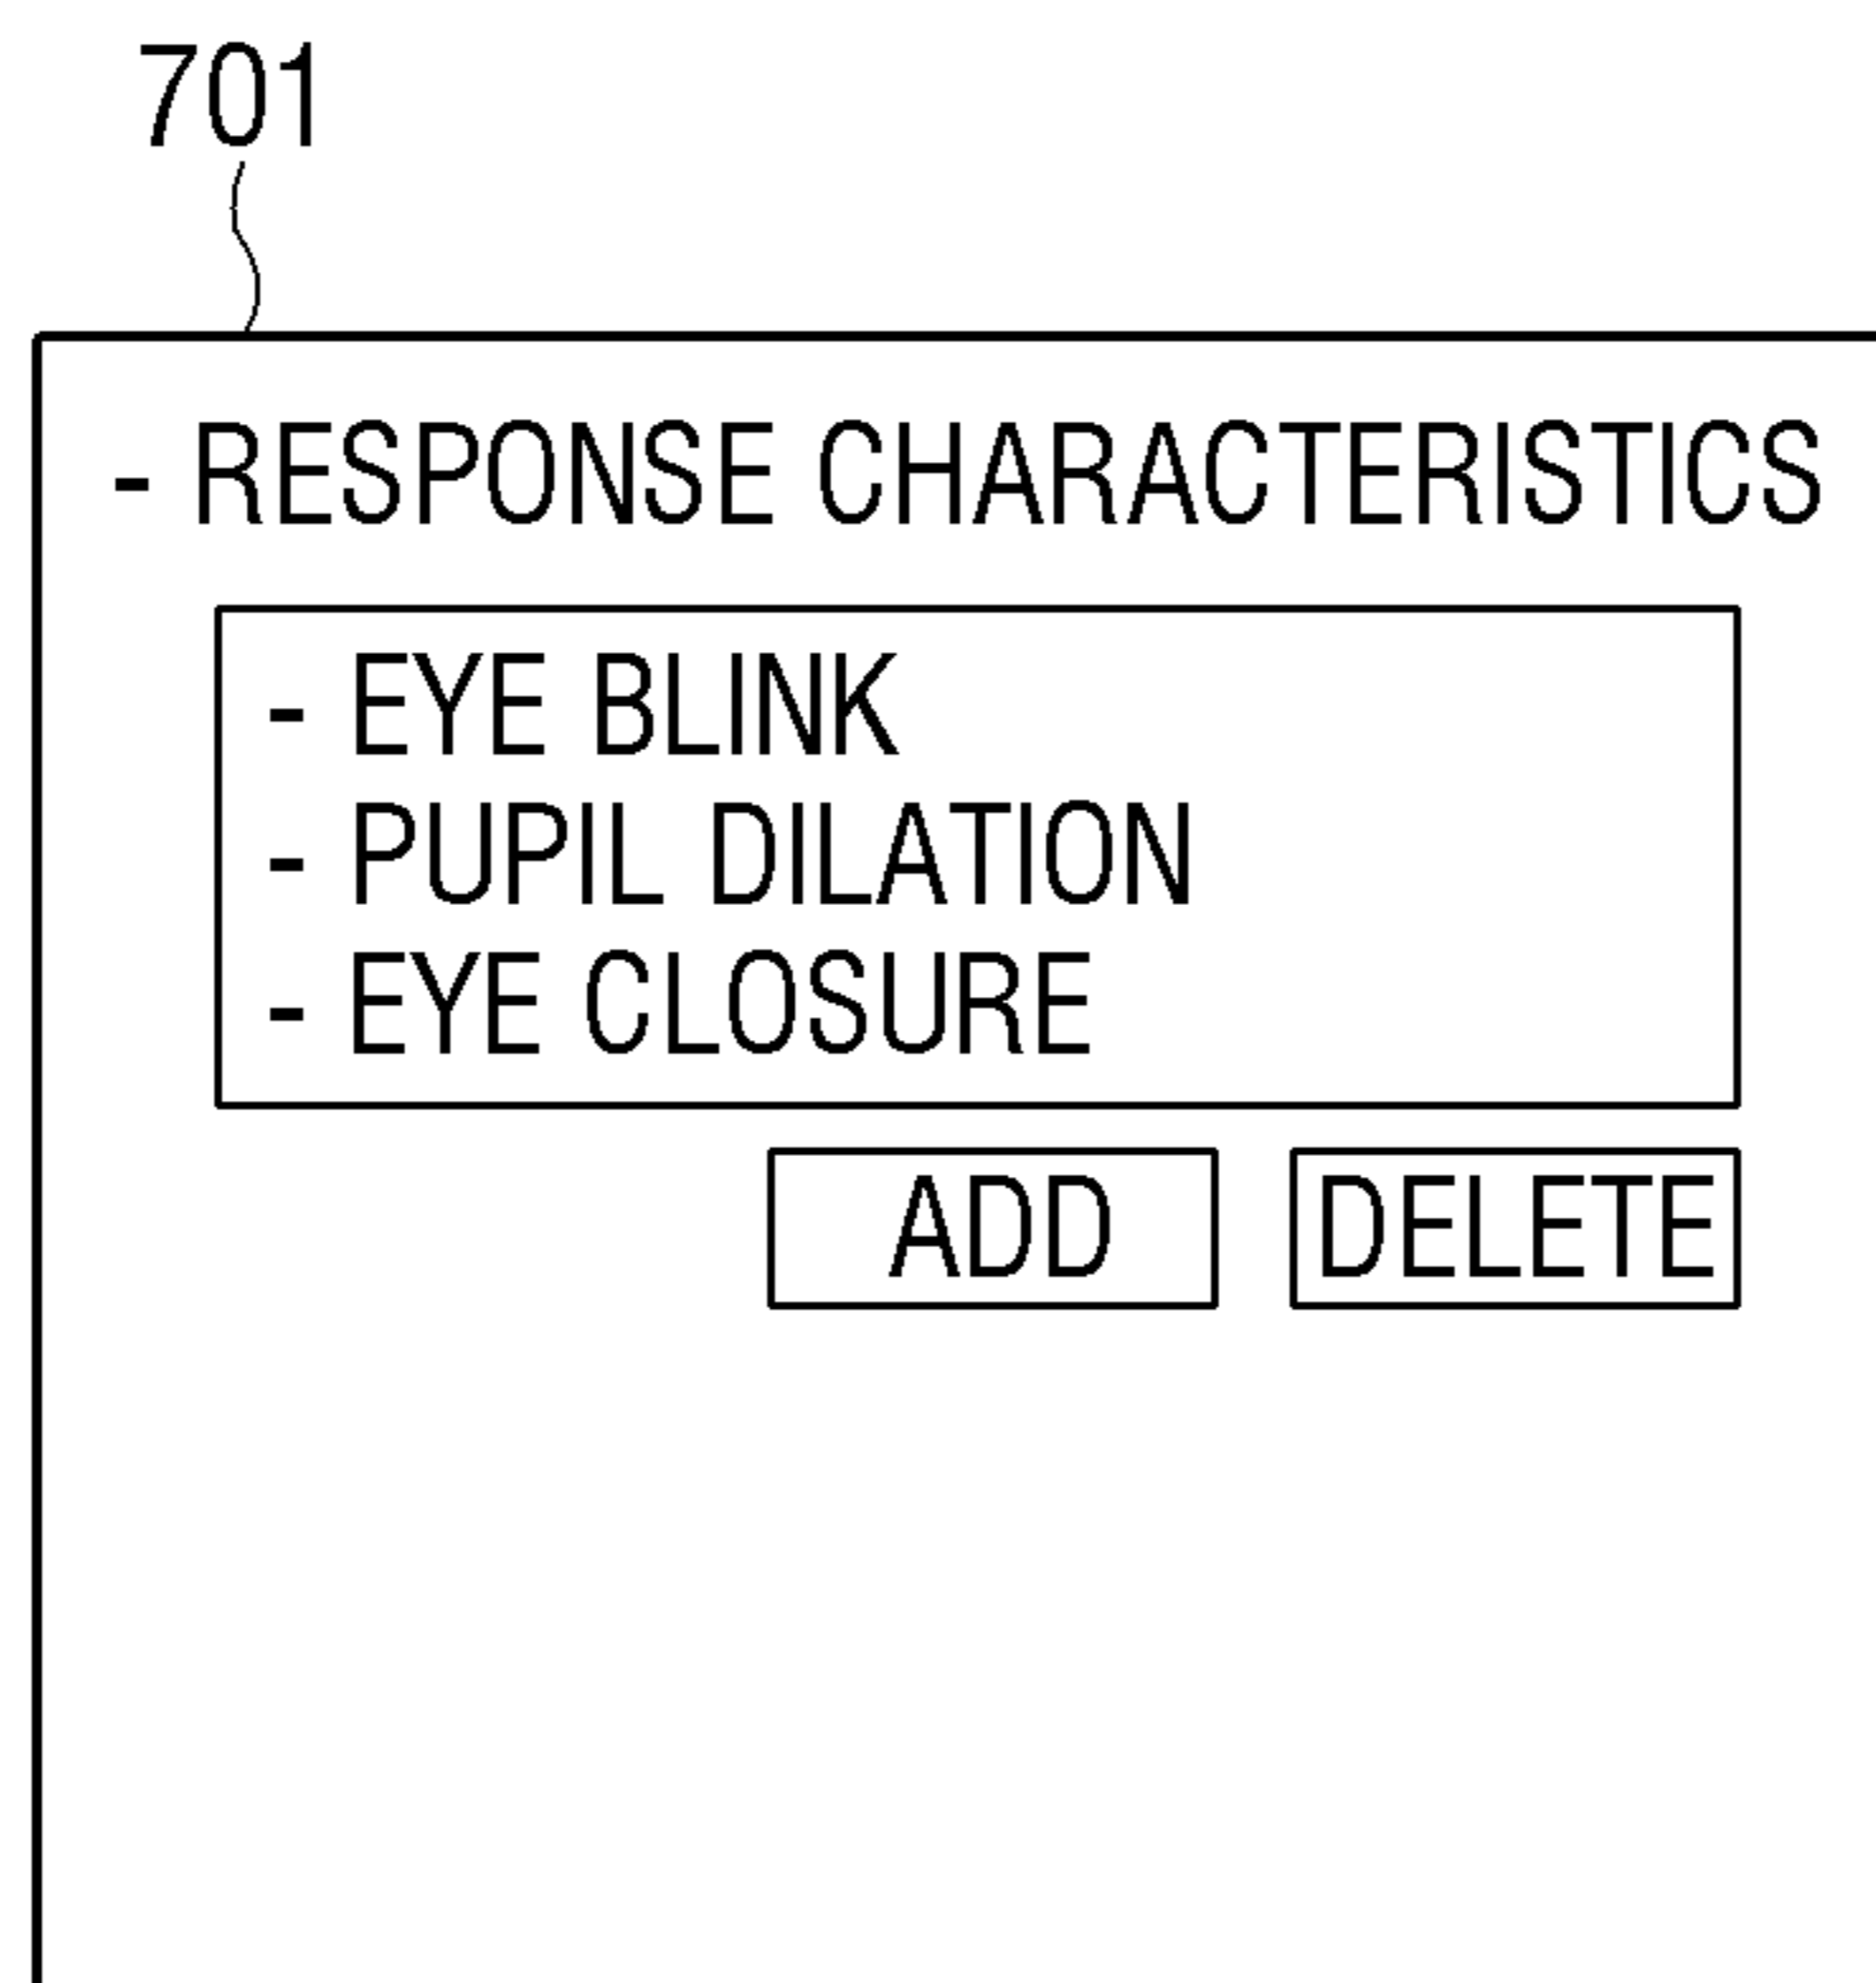 701
- RESPONSE CHARACTERISTICS
- EYE BLINK
- PUPIL DILATION
- EYE CLOSURE
ADD DELETE